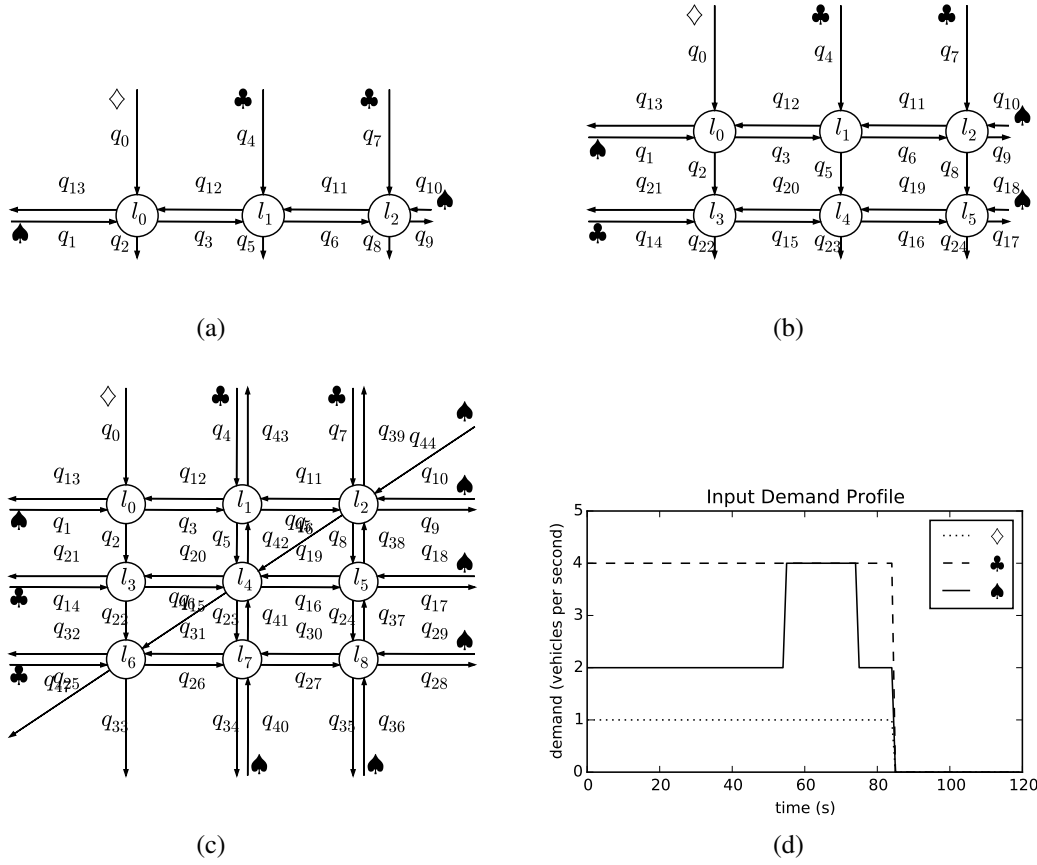 ♢ ♣ ♣
q0 q4 q7
q13 q12 q11 q10 ♠
l0 l1 l2
♠ q1 q2 q3 q5 q6 q8 q9
(a)
♢ ♣ ♣
q0 q4 q7
q13 q12 q11 q10 ♠
l0 l1 l2
♠ q1 q3 q6 q9
q2 q5 q8
q21 q20 q19 q18 ♠
l3 l4 l5
♣ q14 q22 q15 q23 q16 q24 q17
(b)
♢ ♣ ♣ ♠
q0 q4 q43 q7 q39 q44
q13 q12 q11 q10 ♠
l0 l1 l2
♠ q1 q3 q6 q9
q2 q5 q42 q8 q38
q21 q20 q19 q18 ♠
l3 l4 l5
♣ q14 q15 q16 q17
q22 q23 q41 q24 q37
q32 q31 q30 q29 ♠
l6 l7 l8
♣ q47 q25 q26 q27 q28
q33 q34 q40 q35 q36
♠ ♠
(c)
Input Demand Profile
demand (vehicles per second)
5
4
3
2
1
0
♢
♣
♠
0 20 40 60 80 100 120
time (s)
(d)